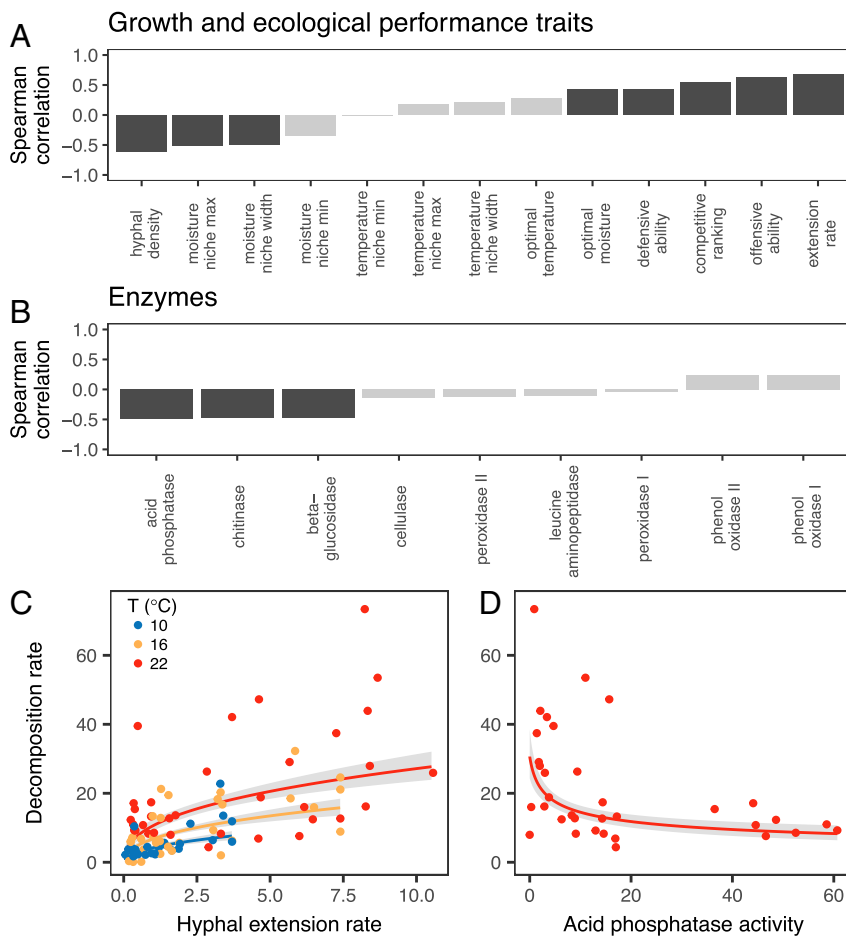 A
Growth and ecological performance traits
Spearman
correlation
1.0
0.5
0.0
−0.5
−1.0
hyphal
density
moisture
niche max
moisture
niche width
moisture
niche min
temperature
niche min
temperature
niche max
temperature
niche width
optimal
temperature
optimal
moisture
defensive
ability
competitive
ranking
offensive
ability
extension
rate
B
Enzymes
Spearman
correlation
1.0
0.5
0.0
−0.5
−1.0
acid
phosphatase
chitinase
beta−
glucosidase
cellulase
peroxidase II
leucine
aminopeptidase
peroxidase I
phenol
oxidase II
phenol
oxidase I
C
T (°C)
10
16
22
Decomposition rate
60
40
20
0
0.0 2.5 5.0 7.5 10.0
Hyphal extension rate
D
60
40
20
0
0 20 40 60
Acid phosphatase activity